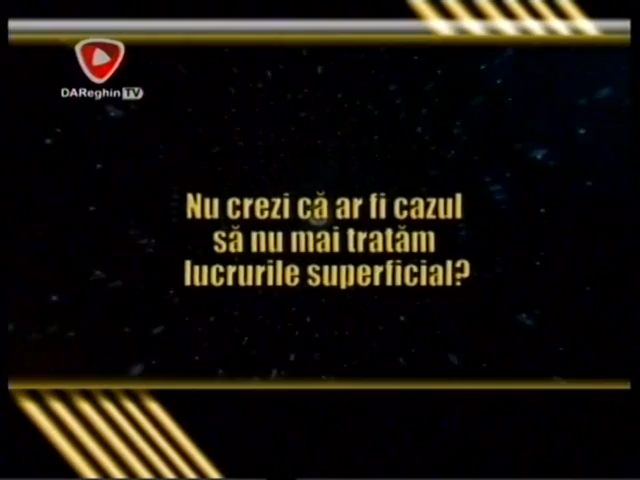 DAReghin TV
Nu crezi că ar fi cazul
să nu mai tratăm
lucrurile superficial?